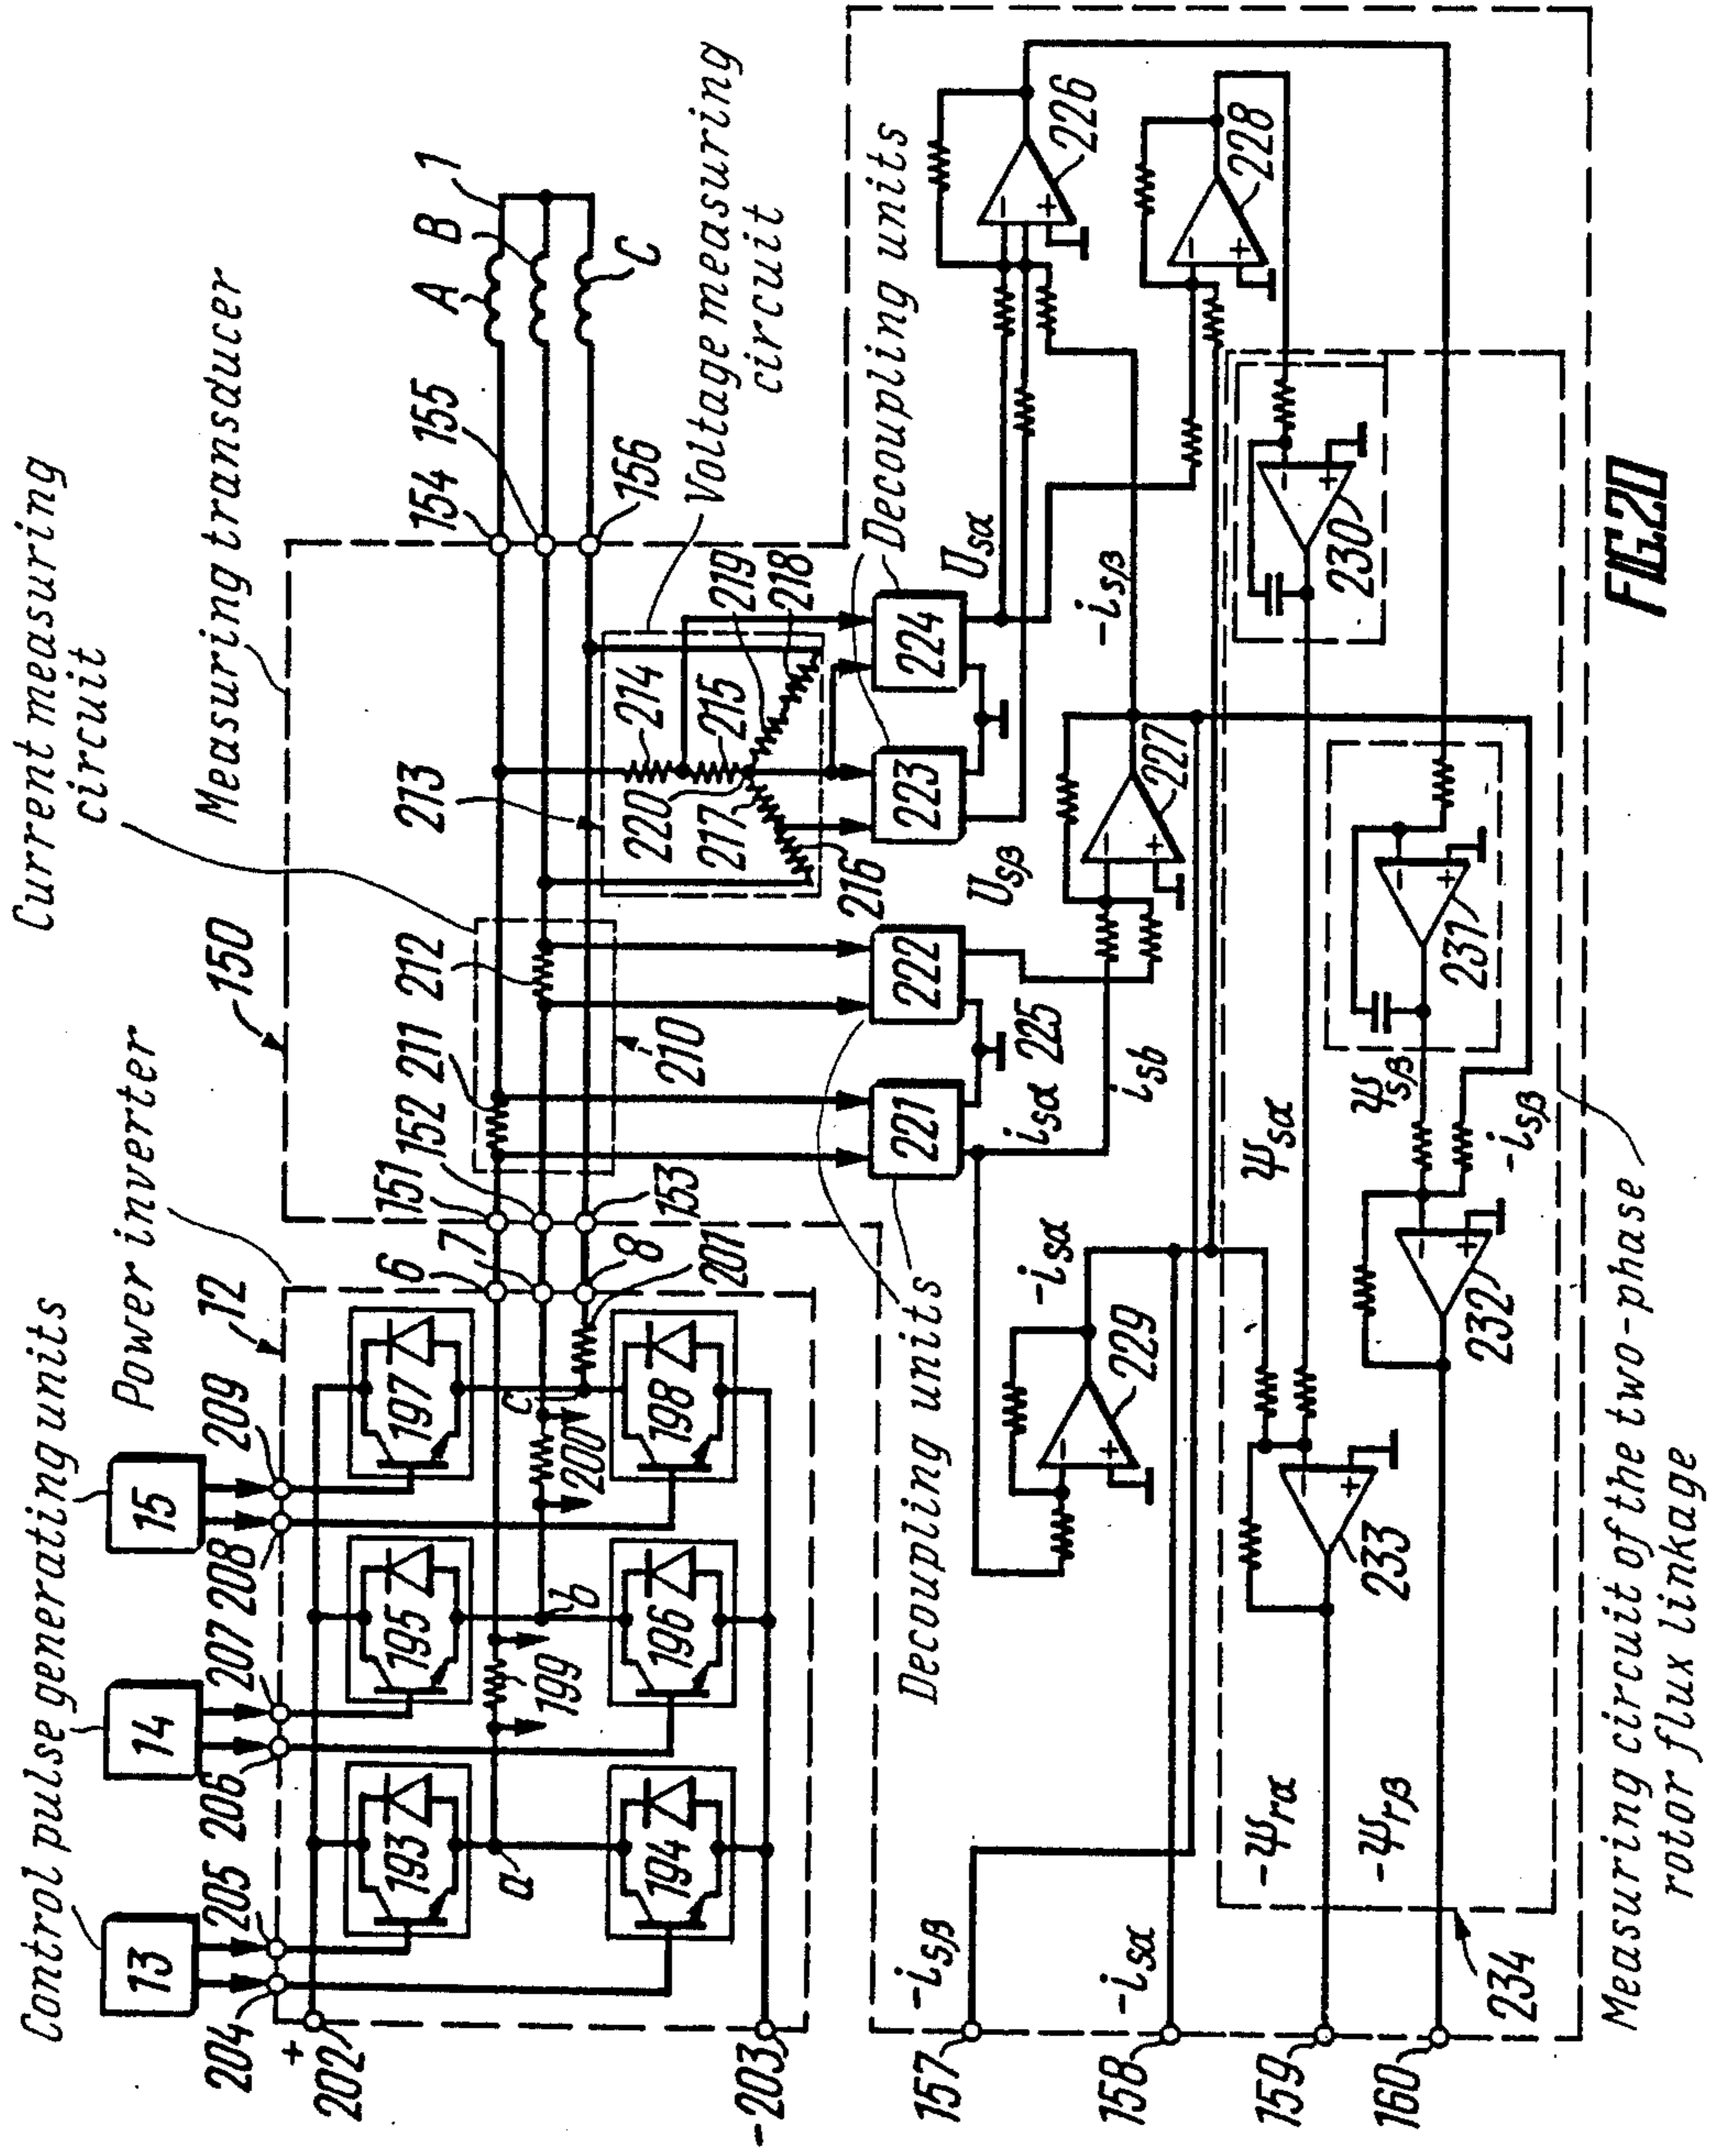 Control pulse generating units
13
14
15
204
205
206
207
208
209
12
Power inverter
+
202
-203
193
194
195
196
197
198
a
b
c
199
200
201
6
7
8
150
Measuring transducer
Current measuring
circuit
151
152
153
154
155
156
211
212
210
213
214
215
216
217
218
219
220
A
B
C
1
Voltage measuring
circuit
Decoupling units
221
222
223
224
Decoupling units
isα
225
isb
Usβ
Usα
-isβ
-isα
226
227
228
229
230
231
232
233
234
Ψsα
Ψsβ
-isβ
157
-isβ
158
-isα
159
-Ψrα
160
-Ψrβ
Measuring circuit of the two-phase
rotor flux linkage
FIG.20